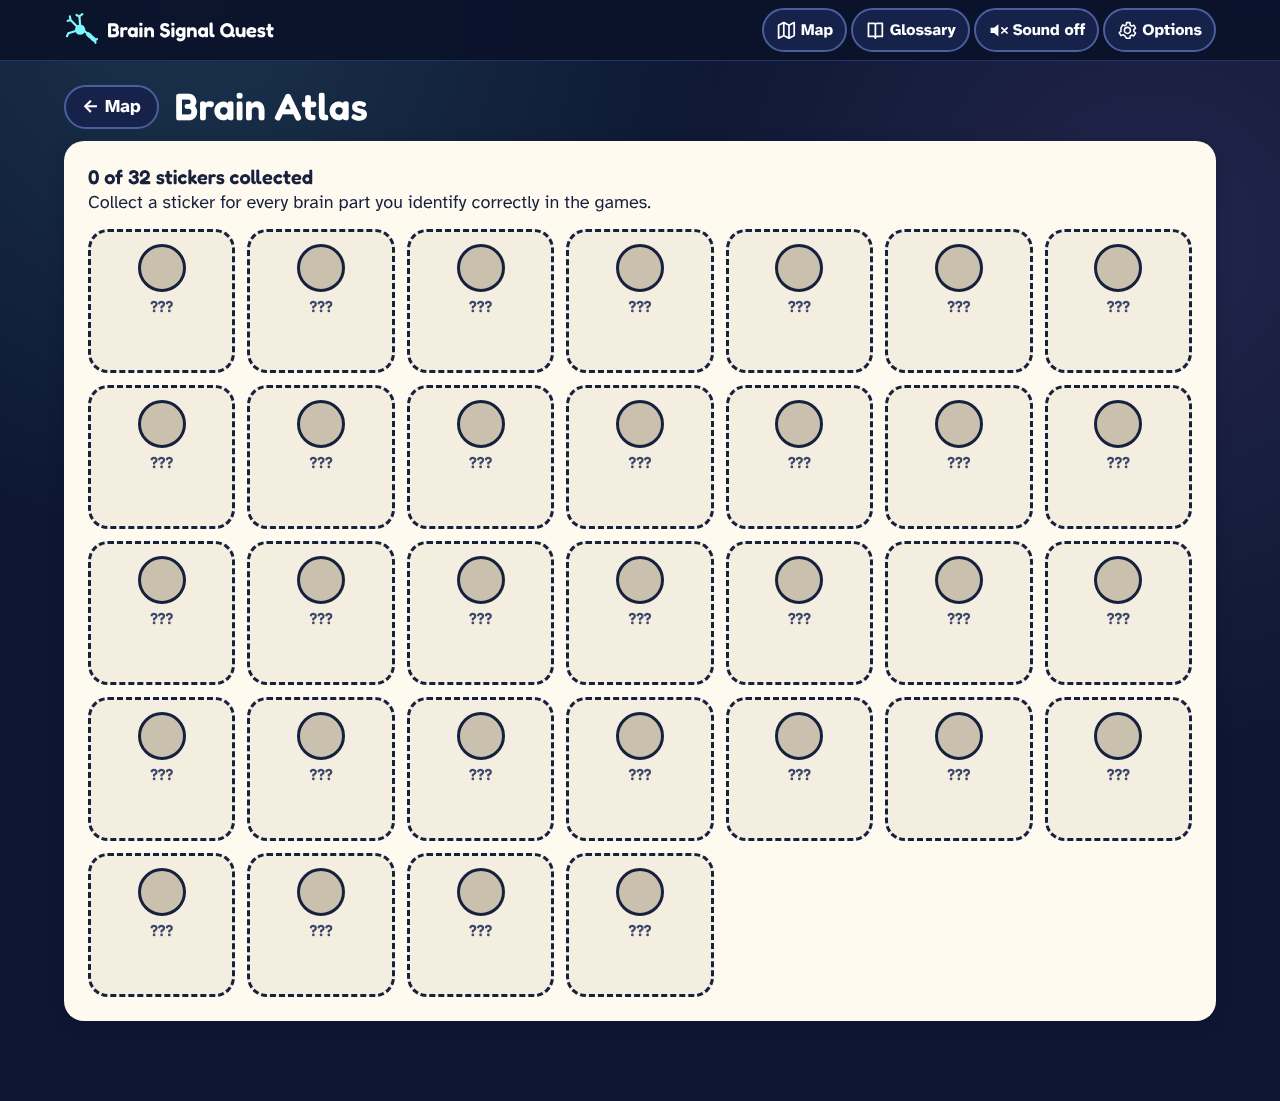 Brain Signal Quest
Map
Glossary
Sound off
Options
Map
Brain Atlas
0 of 32 stickers collected
Collect a sticker for every brain part you identify correctly in the games.
??? ??? ??? ??? ??? ??? ???
??? ??? ??? ??? ??? ??? ???
??? ??? ??? ??? ??? ??? ???
??? ??? ??? ??? ??? ??? ???
??? ??? ??? ???